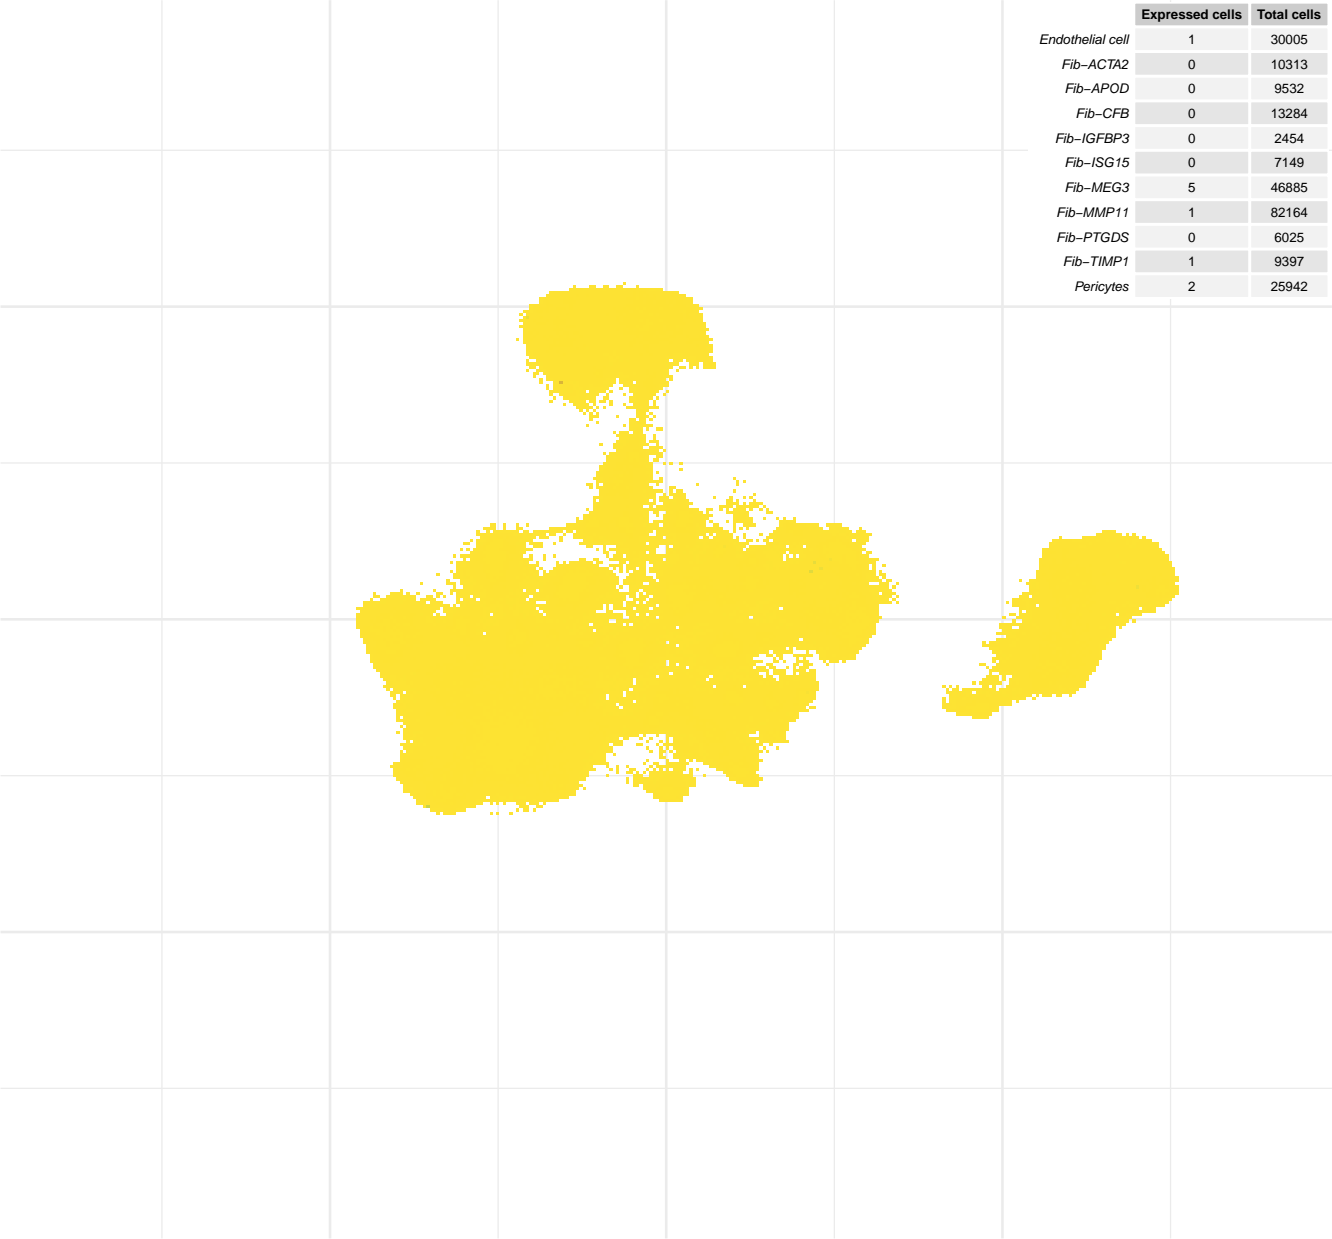 Expressed cells Total cells
Endothelial cell 1 30005
Fib−ACTA2 0 10313
Fib−APOD 0 9532
Fib−CFB 0 13284
Fib−IGFBP3 0 2454
Fib−ISG15 0 7149
Fib−MEG3 5 46885
Fib−MMP11 1 82164
Fib−PTGDS 0 6025
Fib−TIMP1 1 9397
Pericytes 2 25942